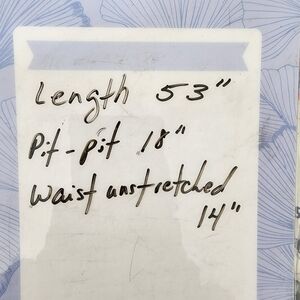 Length 53"
Pit-pit 18"
Waist unstretched
14"